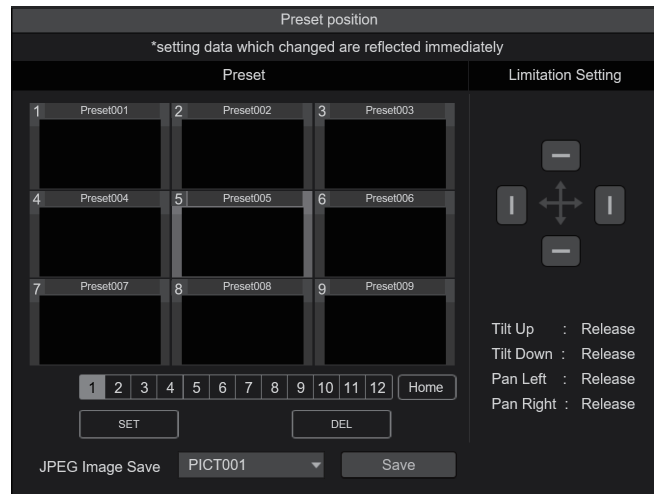 Preset position
*setting data which changed are reflected immediately
Preset
Limitation Setting
1 Preset001 2 Preset002 3 Preset003
4 Preset004 5 Preset005 6 Preset006
7 Preset007 8 Preset008 9 Preset009
1 2 3 4 5 6 7 8 9 10 11 12 Home
SET DEL
JPEG Image Save PICT001 Save
Tilt Up : Release
Tilt Down : Release
Pan Left : Release
Pan Right : Release